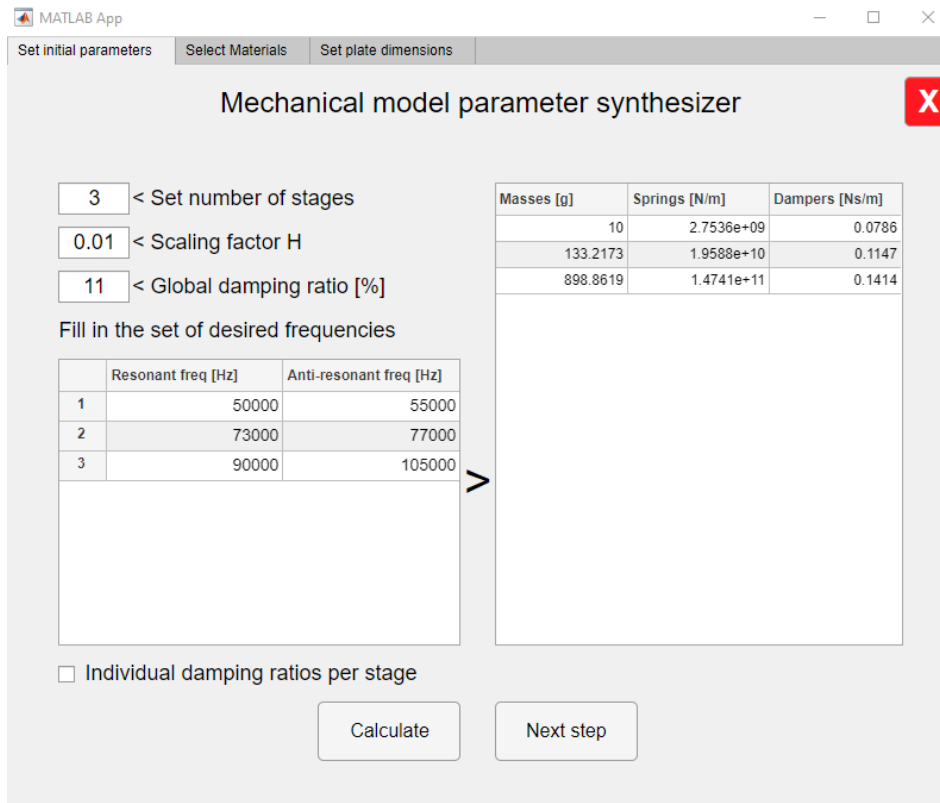 MATLAB App
Set initial parameters Select Materials Set plate dimensions
Mechanical model parameter synthesizer
X
3 < Set number of stages
0.01 < Scaling factor H
11 < Global damping ratio [%]
Fill in the set of desired frequencies
Resonant freq [Hz] Anti-resonant freq [Hz]
1 50000 55000
2 73000 77000
3 90000 105000
>
Masses [g] Springs [N/m] Dampers [Ns/m]
10 2.7536e+09 0.0786
133.2173 1.9588e+10 0.1147
898.8619 1.4741e+11 0.1414
Individual damping ratios per stage
Calculate Next step